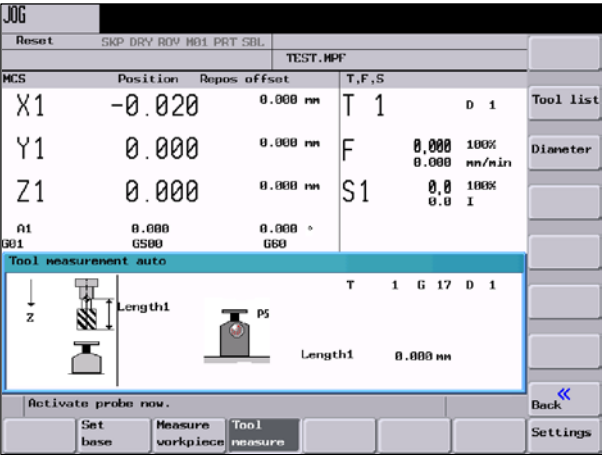 JOG
Reset SKP DRY ROV M01 PRT SBL
TEST.MPF
MCS Position Repos offset T,F,S
X1 -0.020 0.000 mm T 1 D 1
Tool list
Y1 0.000 0.000 mm F 0,000 100%
0.000 mm/min
Diameter
Z1 0.000 0.000 mm S1 0,0 100%
0.0 I
A1 0.000 0.000 °
G01 G500 G60
Tool measurement auto
T 1 G 17 D 1
Z Length1 P5
Length1 0.000 mm
Activate probe now.
«
Back
Set base
Measure workpiece
Tool measure
Settings